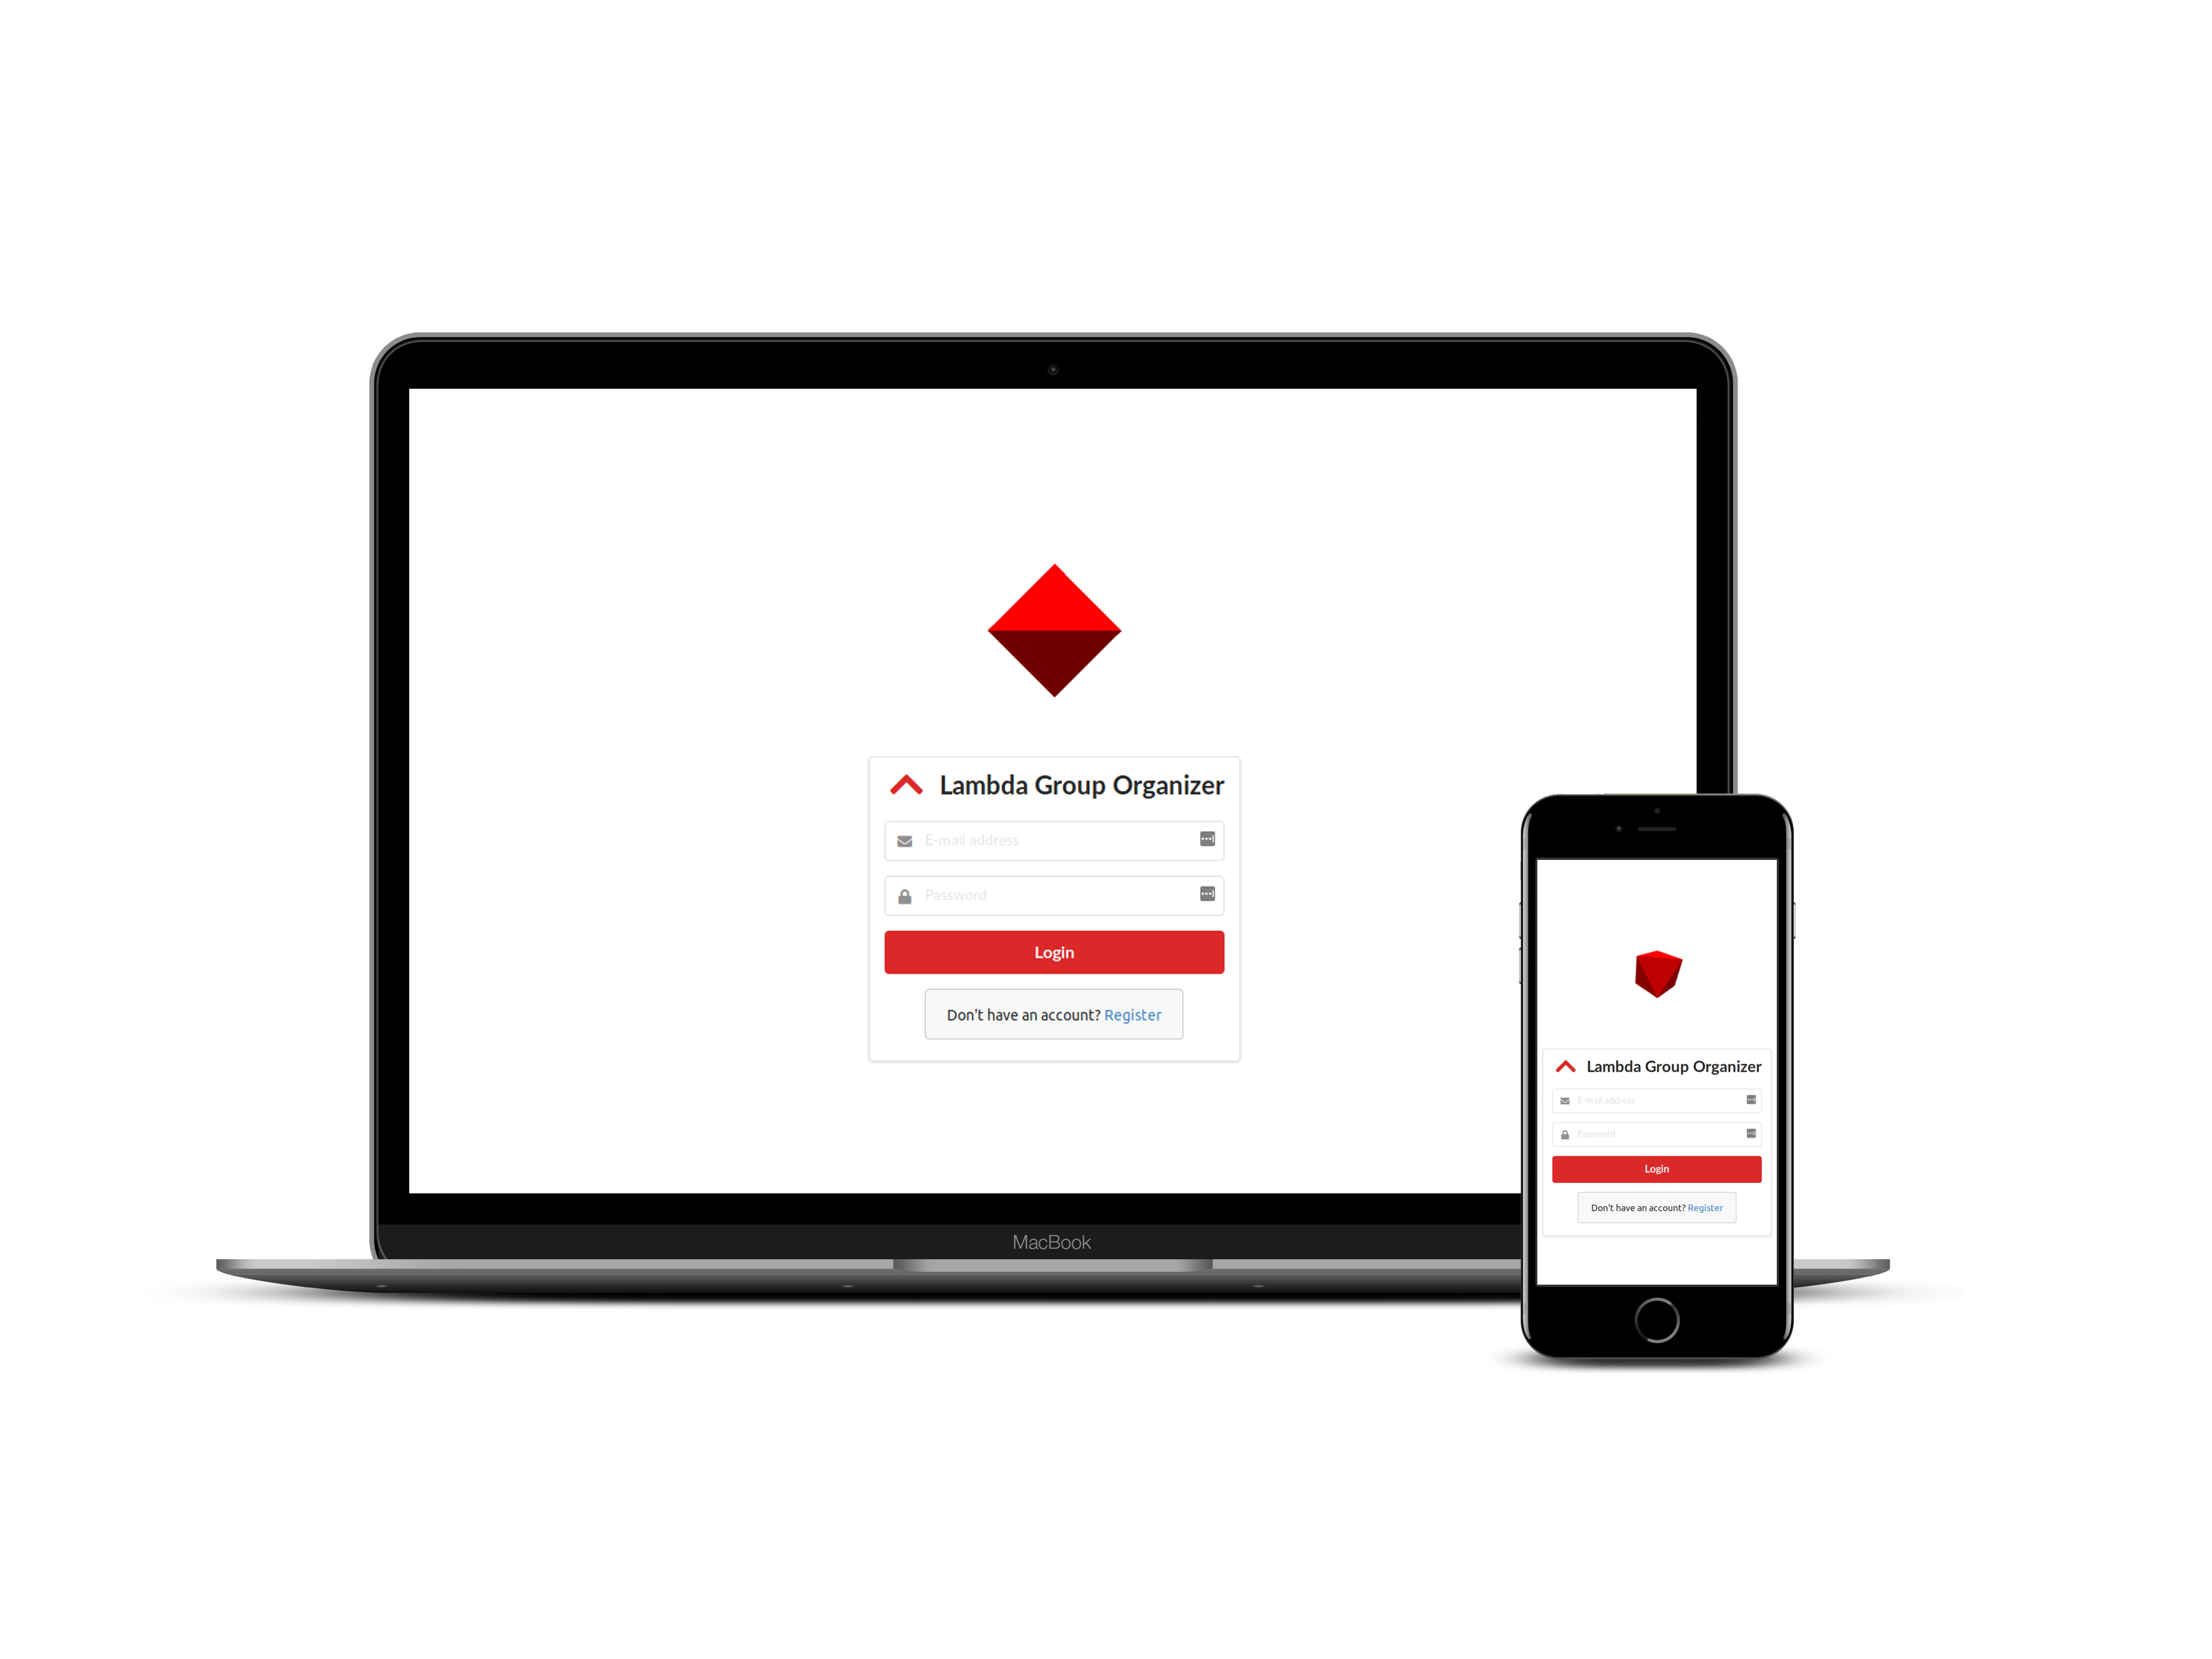 Lambda Group Organizer
E-mail address
Password
Login
Don't have an account? Register
MacBook
Lambda Group Organizer
E-mail address
Password
Login
Don't have an account? Register